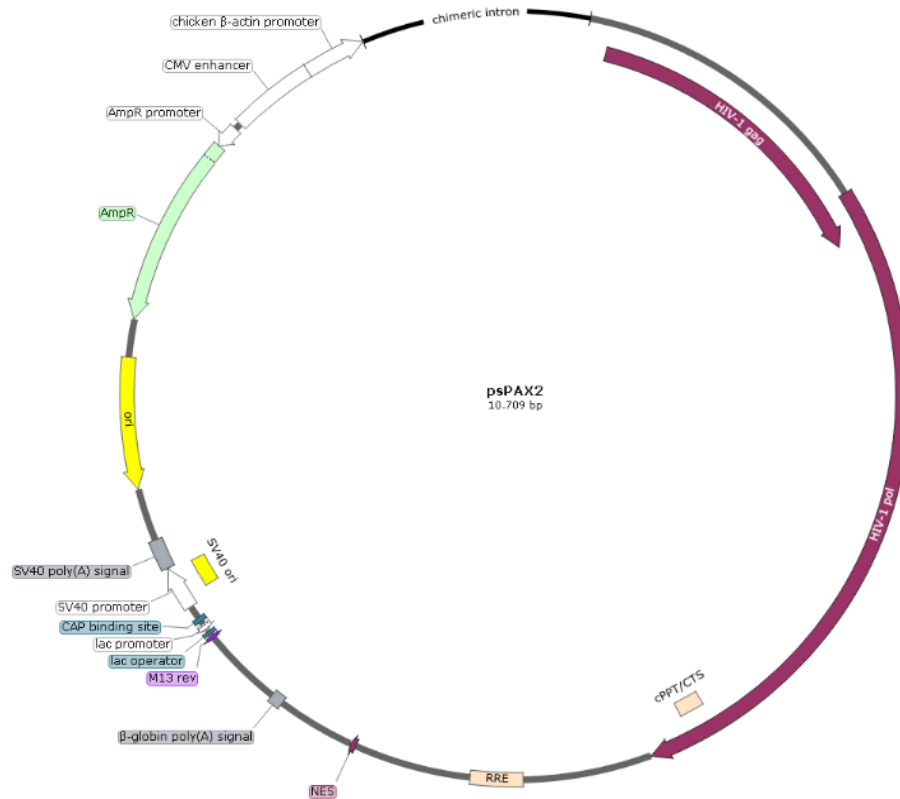 chimeric intron
chicken β-actin promoter
CMV enhancer
AmpR promoter
HIV-1 gag
AmpR
psPAX2
10.709 bp
ori
HIV-1 pol
SV40 ori
SV40 poly(A) signal
SV40 promoter
CAP binding site
lac promoter
lac operator
M13 rev
cPPT/CTS
β-globin poly(A) signal
RRE
NES